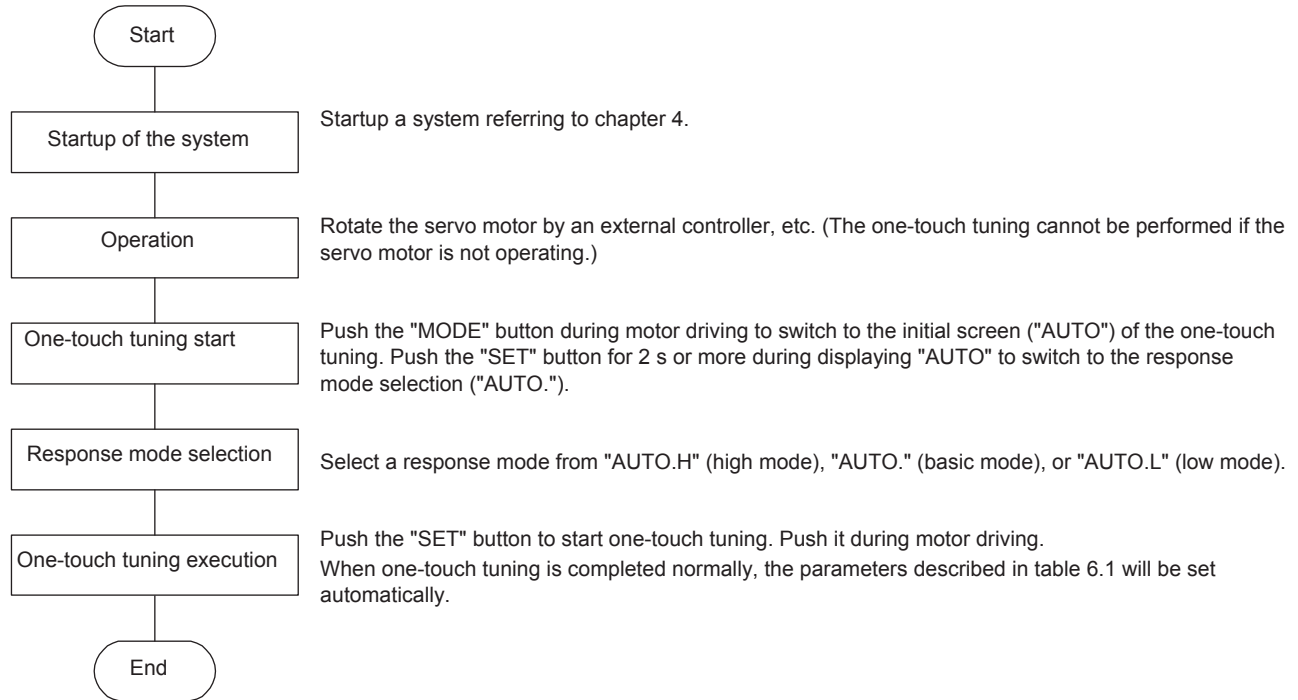 Start
Startup of the system
Startup a system referring to chapter 4.
Operation
Rotate the servo motor by an external controller, etc. (The one-touch tuning cannot be performed if the
servo motor is not operating.)
One-touch tuning start
Push the "MODE" button during motor driving to switch to the initial screen ("AUTO") of the one-touch
tuning. Push the "SET" button for 2 s or more during displaying "AUTO" to switch to the response
mode selection ("AUTO.").
Response mode selection
Select a response mode from "AUTO.H" (high mode), "AUTO." (basic mode), or "AUTO.L" (low mode).
One-touch tuning execution
Push the "SET" button to start one-touch tuning. Push it during motor driving.
When one-touch tuning is completed normally, the parameters described in table 6.1 will be set
automatically.
End